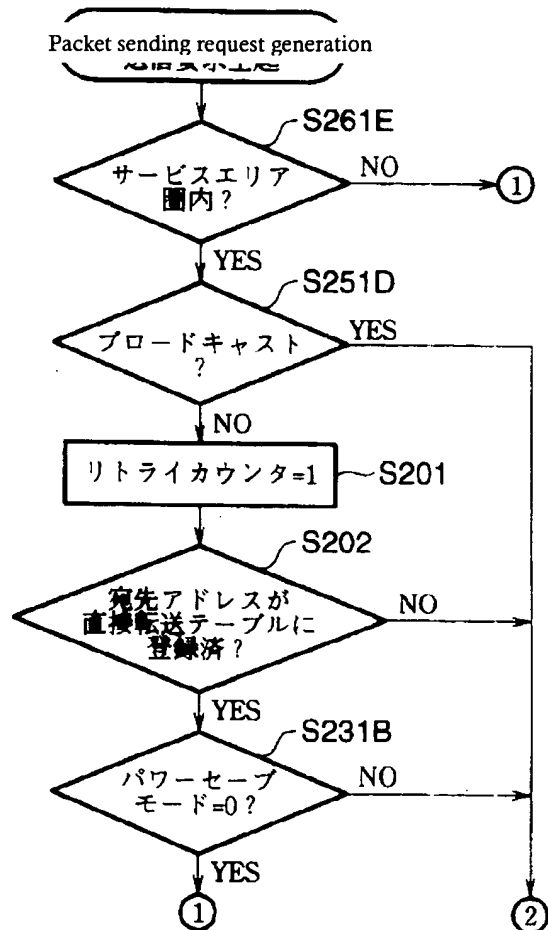 Packet sending request generation
S261E
サービスエリア
圏内?
NO
①
YES
S251D
ブロードキャスト
?
YES
NO
リトライカウンタ=1
S201
S202
宛先アドレスが
直接転送テーブルに
登録済?
NO
YES
S231B
パワーセーブ
モード=0?
NO
YES
①
②